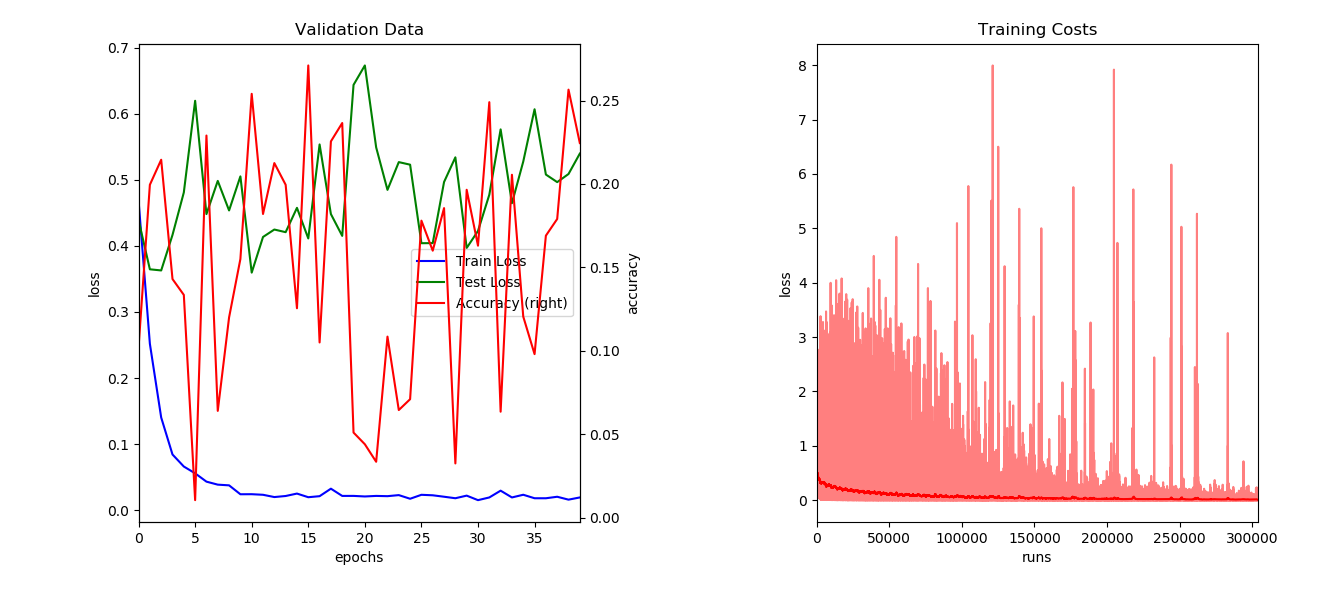 Validation Data
0.7
0.6
0.5
0.4
0.3
0.2
0.1
0.0
loss
0.25
0.20
0.15
0.10
0.05
0.00
accuracy
Train Loss
Test Loss
Accuracy (right)
0 5 10 15 20 25 30 35
epochs
Training Costs
8
7
6
5
4
3
2
1
0
loss
0 50000 100000 150000 200000 250000 300000
runs